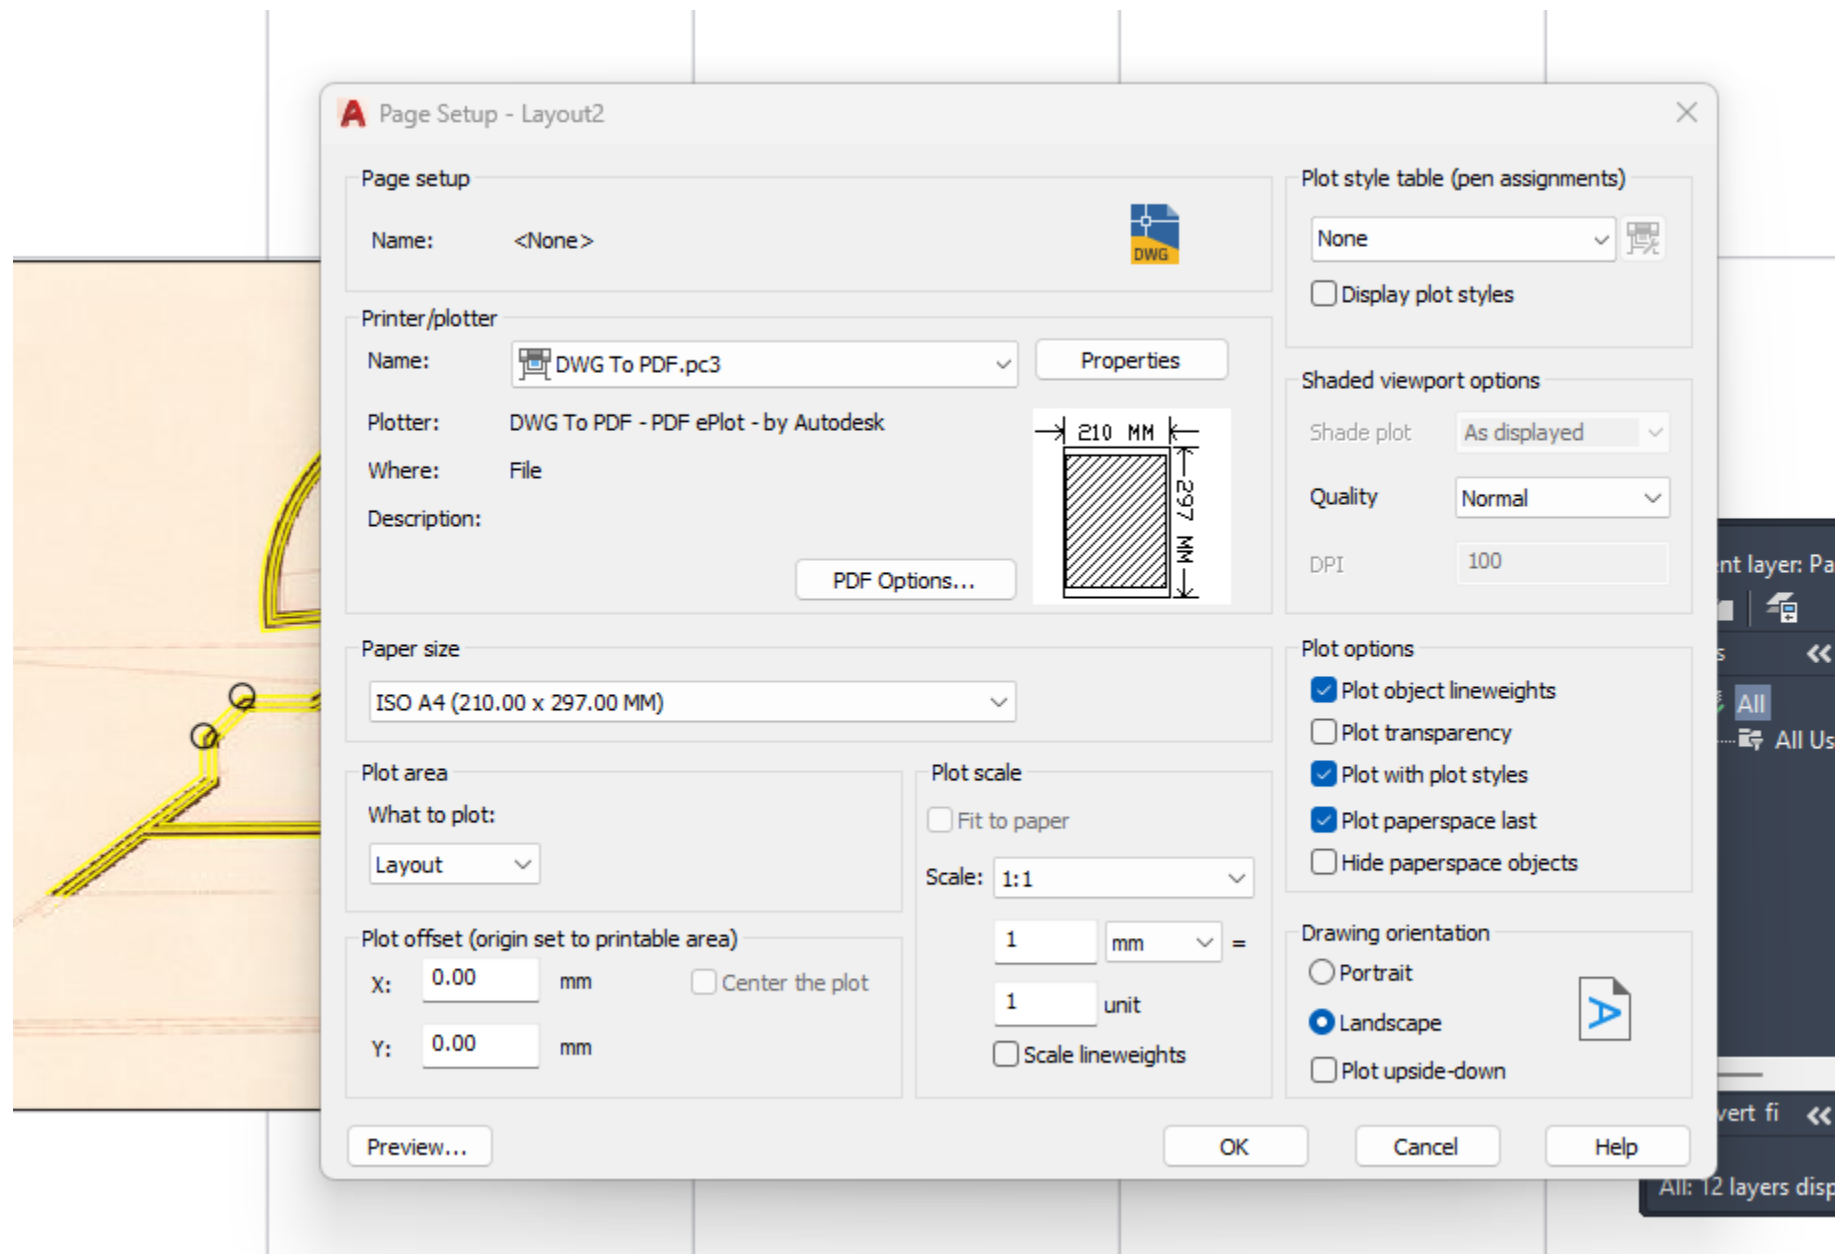 Page Setup - Layout2
Page setup
Name: <None>
DWG
Printer/plotter
Name: DWG To PDF.pc3
Properties
Plotter: DWG To PDF - PDF ePlot - by Autodesk
Where: File
Description:
PDF Options...
210 MM
297 MM
Paper size
ISO A4 (210.00 x 297.00 MM)
Plot area
What to plot:
Layout
Plot offset (origin set to printable area)
X: 0.00 mm
Center the plot
Y: 0.00 mm
Plot scale
Fit to paper
Scale: 1:1
1 mm =
1 unit
Scale lineweights
Plot style table (pen assignments)
None
Display plot styles
Shaded viewport options
Shade plot As displayed
Quality Normal
DPI 100
Plot options
Plot object lineweights
Plot transparency
Plot with plot styles
Plot paperspace last
Hide paperspace objects
Drawing orientation
Portrait
Landscape
A
Plot upside-down
Preview...
OK
Cancel
Help
nt layer: Pa
s
All
All Us
vert fi
All: 12 layers disp